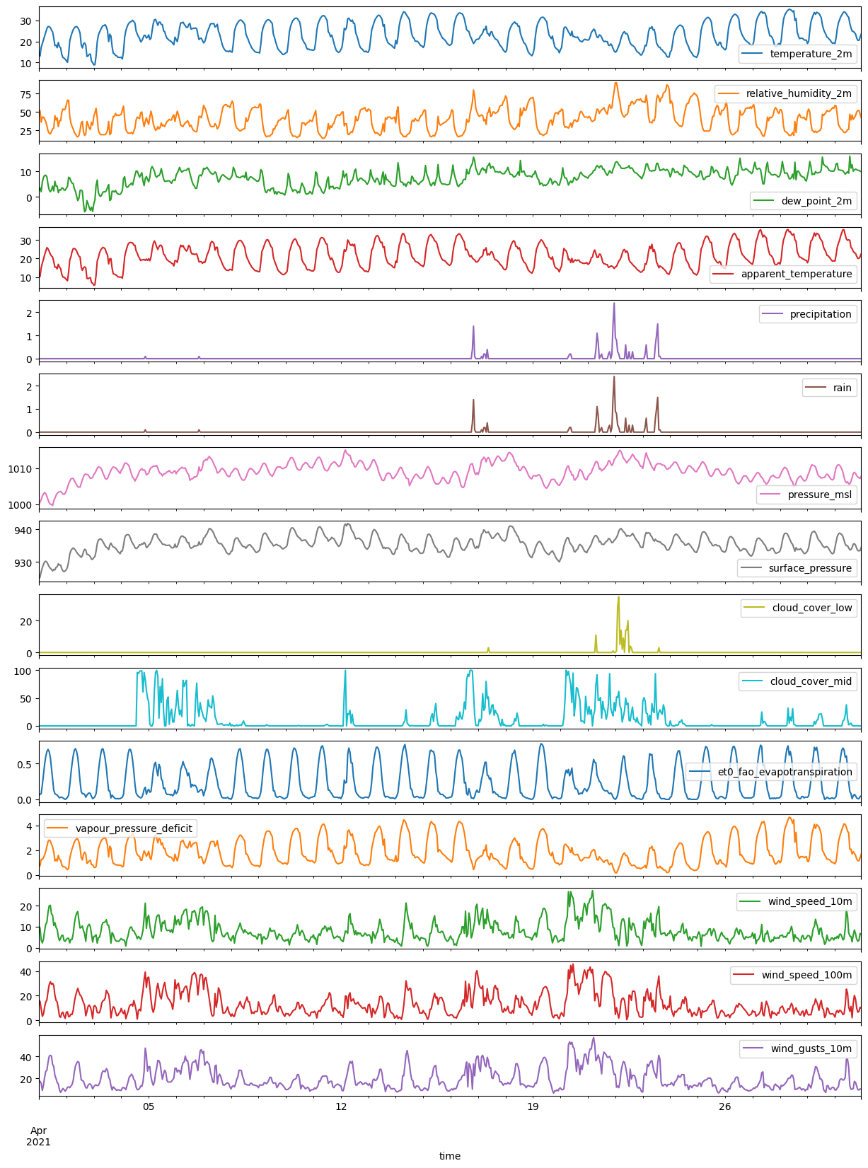 30
20
10
temperature_2m
75
50
25
relative_humidity_2m
10
0
dew_point_2m
30
20
10
apparent_temperature
2
1
0
precipitation
2
1
0
rain
1010
1000
pressure_msl
940
930
surface_pressure
20
0
cloud_cover_low
100
50
0
cloud_cover_mid
0.5
0.0
et0_fao_evapotranspiration
4
2
0
vapour_pressure_deficit
20
10
0
wind_speed_10m
40
20
0
wind_speed_100m
40
20
wind_gusts_10m
05 12 19 26
Apr
2021
time